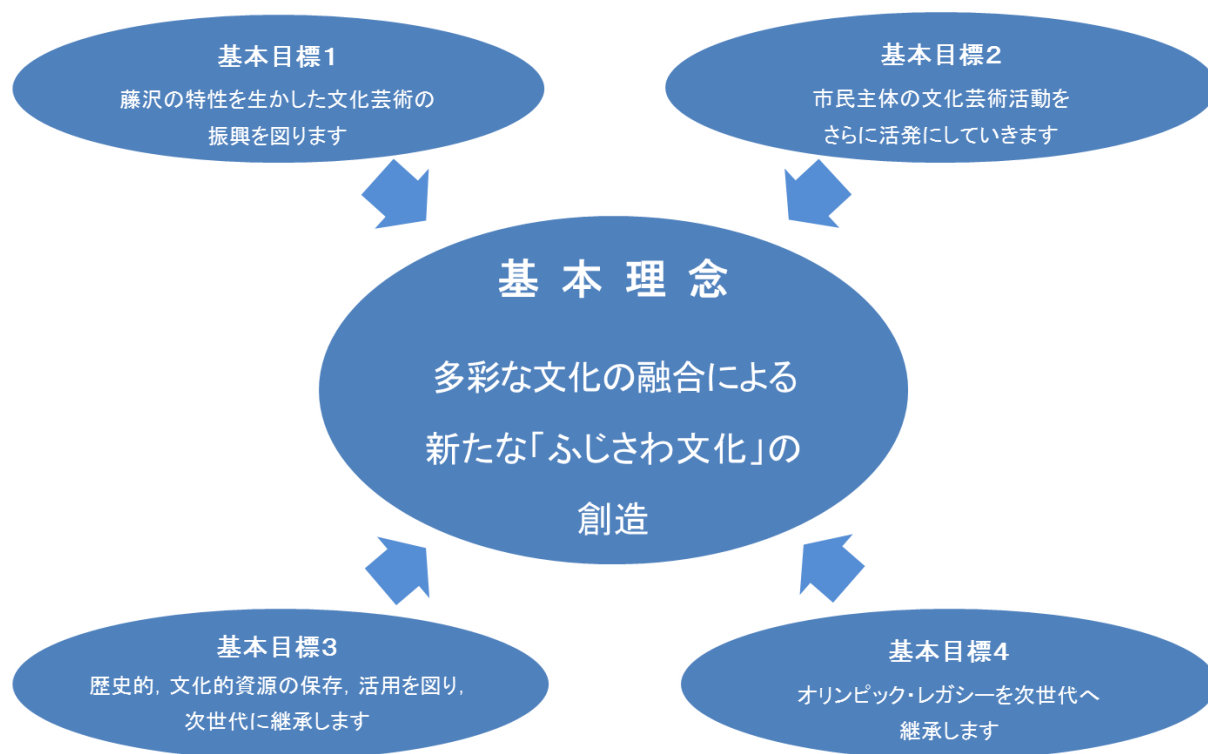 基本目標1
藤沢の特性を生かした文化芸術の
振興を図ります
基本目標2
市民主体の文化芸術活動を
さらに活発にしていきます
基 本 理 念
多彩な文化の融合による
新たな「ふじさわ文化」の
創造
基本目標3
歴史的，文化的資源の保存，活用を図り，
次世代に継承します
基本目標4
オリンピック・レガシーを次世代へ
継承します